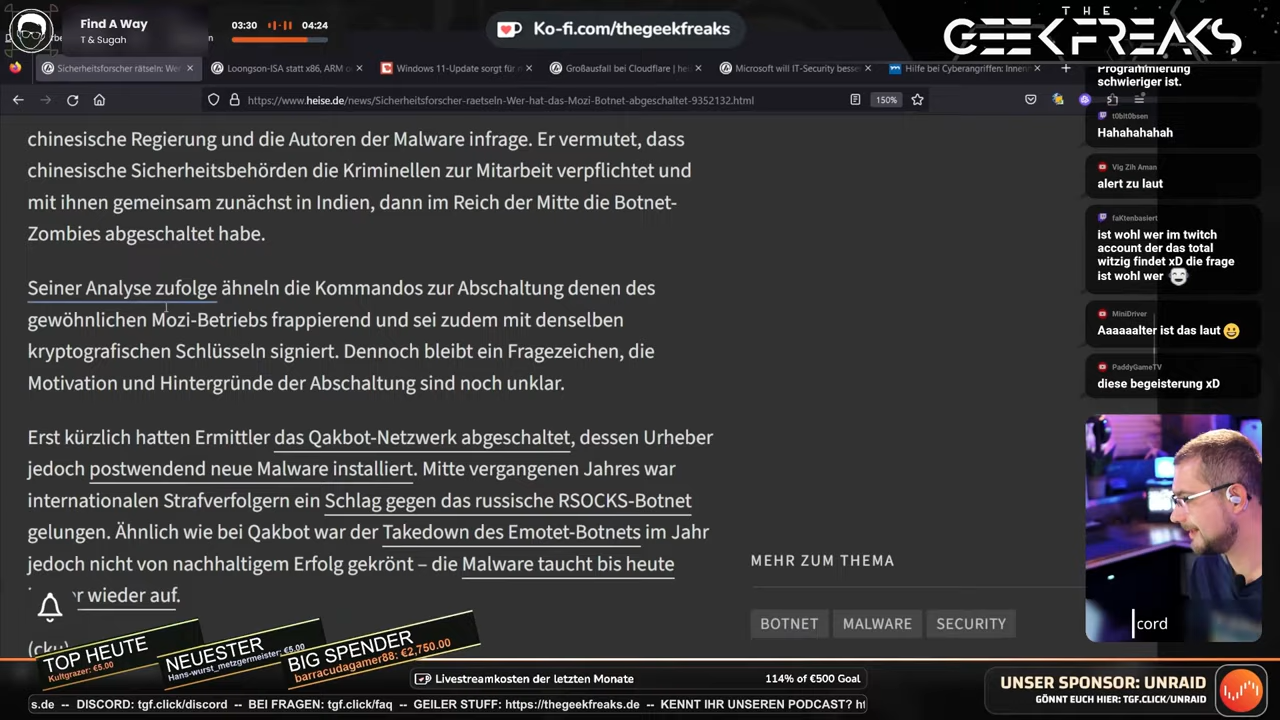 Find A Way
T & Sugah
03:30
04:24
Ko-fi.com/thegeekfreaks
THE
GEEKFREAKS
Sicherheitsforscher rätseln: Wer
Loongson-ISA statt x86, ARM o
Windows 11-Update sorgt für m
Großausfall bei Cloudflare | hei
Microsoft will IT-Security besser
Hilfe bei Cyberangriffen: Innenm
https://www.heise.de/news/Sicherheitsforscher-raetseln-Wer-hat-das-Mozi-Botnet-abgeschaltet-9352132.html
150%
chinesische Regierung und die Autoren der Malware infrage. Er vermutet, dass
chinesische Sicherheitsbehörden die Kriminellen zur Mitarbeit verpflichtet und
mit ihnen gemeinsam zunächst in Indien, dann im Reich der Mitte die Botnet-
Zombies abgeschaltet habe.
Seiner Analyse zufolge ähneln die Kommandos zur Abschaltung denen des
gewöhnlichen Mozi-Betriebs frappierend und sei zudem mit denselben
kryptografischen Schlüsseln signiert. Dennoch bleibt ein Fragezeichen, die
Motivation und Hintergründe der Abschaltung sind noch unklar.
Erst kürzlich hatten Ermittler das Qakbot-Netzwerk abgeschaltet, dessen Urheber
jedoch postwendend neue Malware installiert. Mitte vergangenen Jahres war
internationalen Strafverfolgern ein Schlag gegen das russische RSOCKS-Botnet
gelungen. Ähnlich wie bei Qakbot war der Takedown des Emotet-Botnets im Jahr
jedoch nicht von nachhaltigem Erfolg gekrönt – die Malware taucht bis heute
r wieder auf.
(cku)
MEHR ZUM THEMA
BOTNET
MALWARE
SECURITY
Programmierung
schwieriger ist.
t0bit0bsen
Hahahahahah
Vlg Zih Aman
alert zu laut
faKtenbasiert
ist wohl wer im twitch
account der das total
witzig findet xD die frage
ist wohl wer
MiniDriver
Aaaaaalter ist das laut
PaddyGameTV
diese begeisterung xD
cord
TOP HEUTE
Kultgrazer: €5.00
NEUESTER
Hans-wurst_metzgermeister: €5.00
BIG SPENDER
barracudagamer88: €2,750.00
Livestreamkosten der letzten Monate
114% of €500 Goal
s.de -- DISCORD: tgf.click/discord -- BEI FRAGEN: tgf.click/faq -- GEILER STUFF: https://thegeekfreaks.de -- KENNT IHR UNSEREN PODCAST? ht
UNSER SPONSOR: UNRAID
GÖNNT EUCH HIER: TGF.CLICK/UNRAID